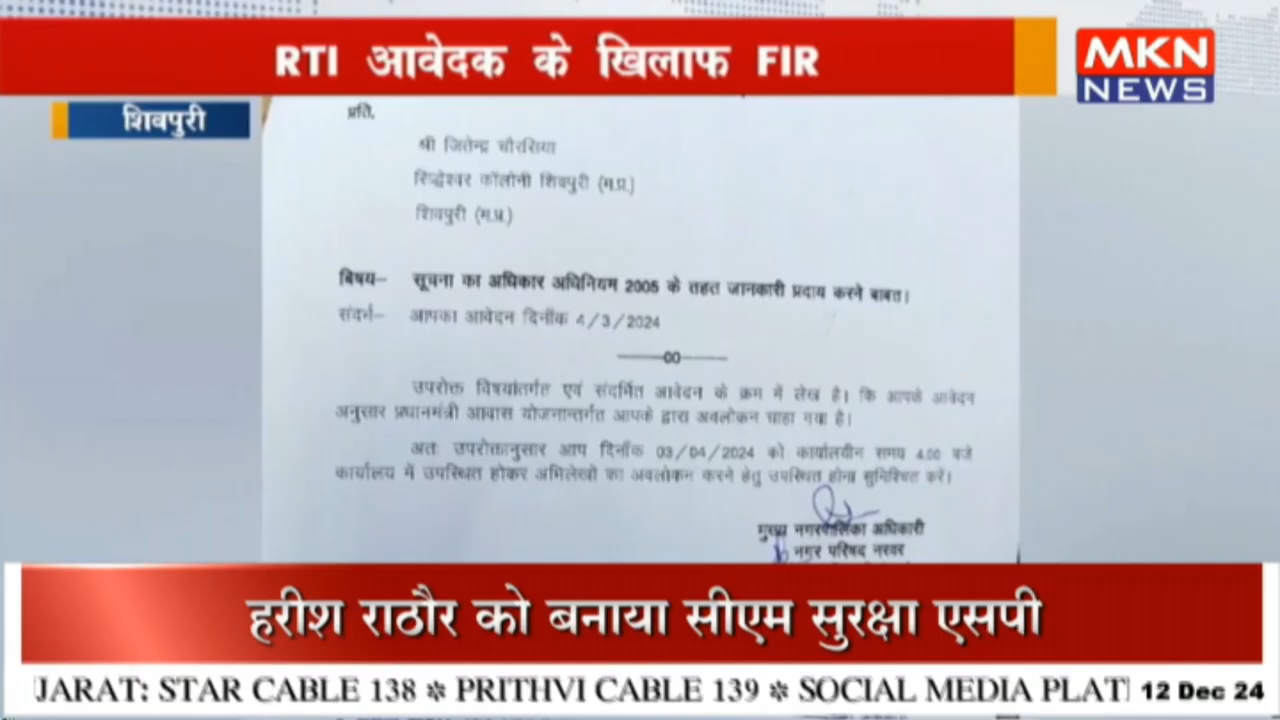 RTI आवेदक के खिलाफ FIR
MKN
NEWS
शिवपुरी
प्रति,
श्री जितेन्द्र चौरसिया
सिद्धेश्वर कॉलोनी शिवपुरी (म.प्र.)
शिवपुरी (म.प्र.)
विषय– सूचना का अधिकार अधिनियम 2005 के तहत जानकारी प्रदाय करने बाबत।
संदर्भ– आपका आवेदन दिनॉंक 4/3/2024
——00——
उपरोक्त विषयांतर्गत एवं संदर्भित आवेदन के क्रम में लेख है। कि आपके आवेदन
अनुसार प्रधानमंत्री आवास योजनान्तर्गत आपके द्वारा अवलोकन चाहा गया है।
अतः उपरोक्तानुसार आप दिनॉंक 03/04/2024 को कार्यालयीन समय 4.00 बजे
कार्यालय में उपस्थित होकर अभिलेखो का अवलोकन करने हेतु उपस्थित होना सुनिश्चित करें।
मुख्य नगरपालिका अधिकारी
नगर परिषद नरवर
हरीश राठौर को बनाया सीएम सुरक्षा एसपी
JARAT: STAR CABLE 138 ❇ PRITHVI CABLE 139 ❇ SOCIAL MEDIA PLAT
12 Dec 24